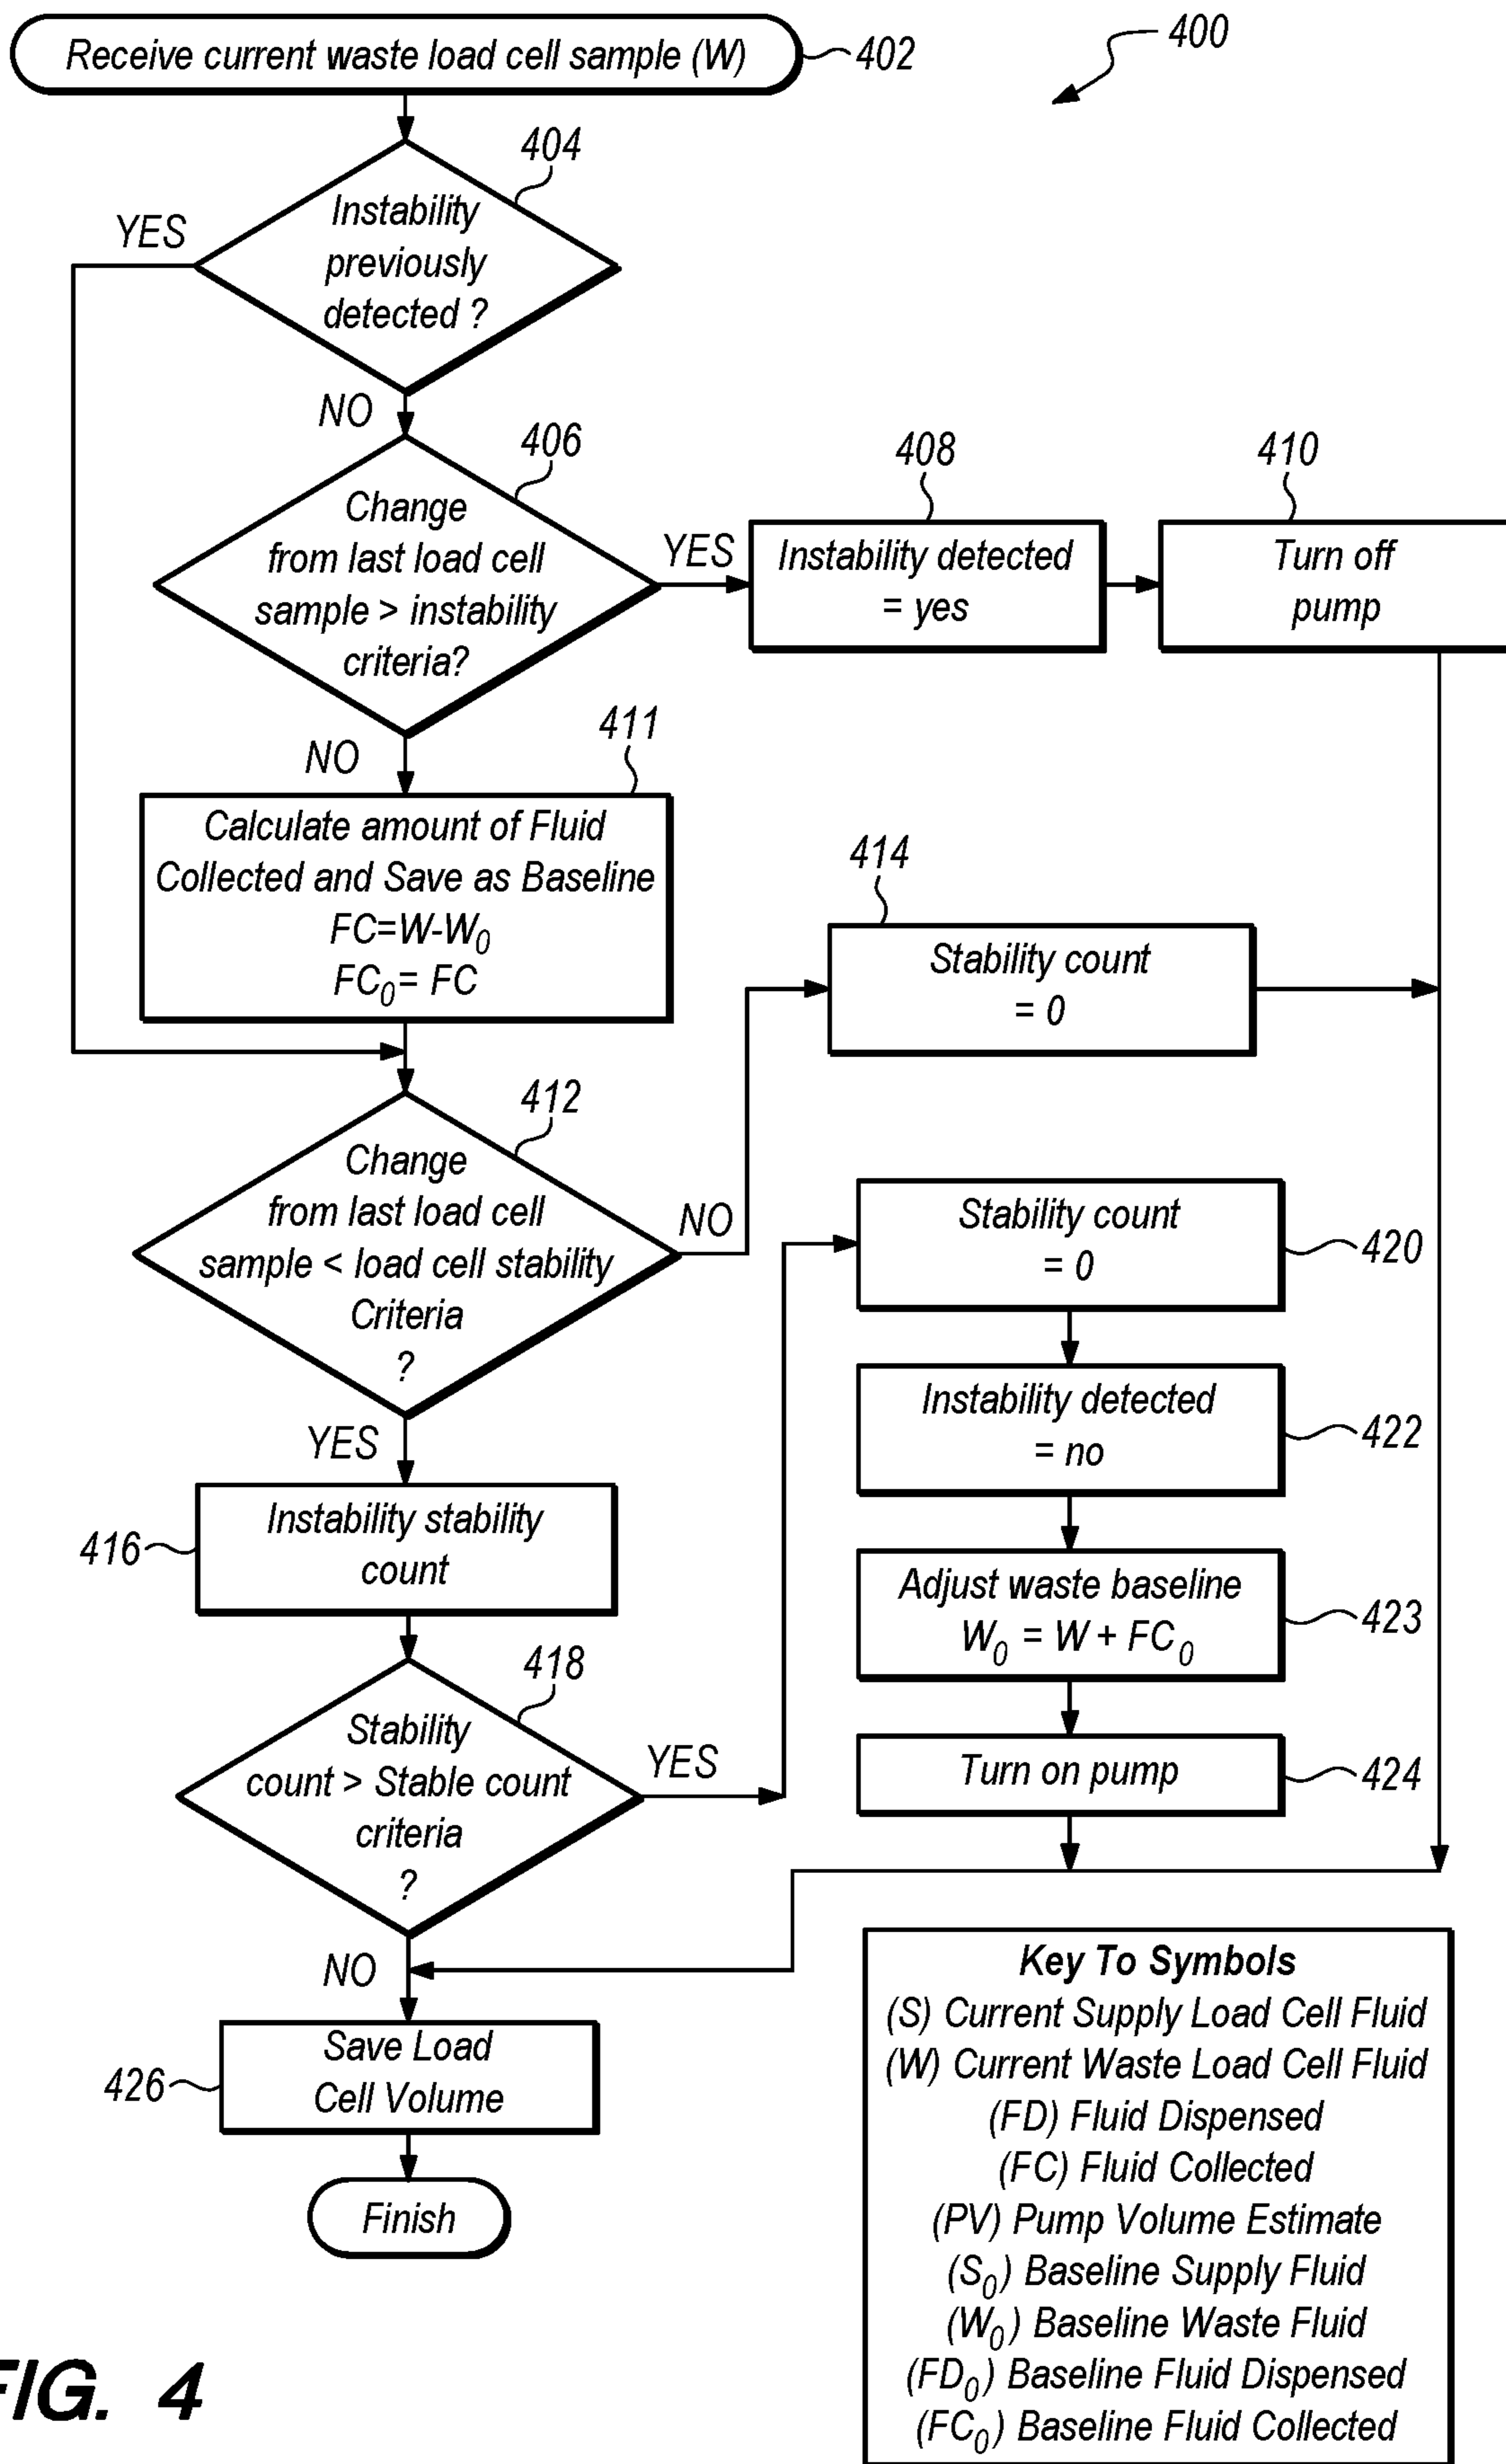 400
Receive current waste load cell sample (W)
402
404
Instability
previously
detected ?
YES
NO
406
Change
from last load cell
sample > instability
criteria?
YES
408
Instability detected
= yes
410
Turn off
pump
NO
411
Calculate amount of Fluid
Collected and Save as Baseline
FC=W-W₀
FC₀= FC
414
Stability count
= 0
412
Change
from last load cell
sample < load cell stability
Criteria
?
NO
YES
416
Instability stability
count
418
Stability
count > Stable count
criteria
?
YES
420
Stability count
= 0
422
Instability detected
= no
423
Adjust waste baseline
W₀ = W + FC₀
424
Turn on pump
NO
426
Save Load
Cell Volume
Finish
Key To Symbols
(S) Current Supply Load Cell Fluid
(W) Current Waste Load Cell Fluid
(FD) Fluid Dispensed
(FC) Fluid Collected
(PV) Pump Volume Estimate
(S₀) Baseline Supply Fluid
(W₀) Baseline Waste Fluid
(FD₀) Baseline Fluid Dispensed
(FC₀) Baseline Fluid Collected
FIG. 4